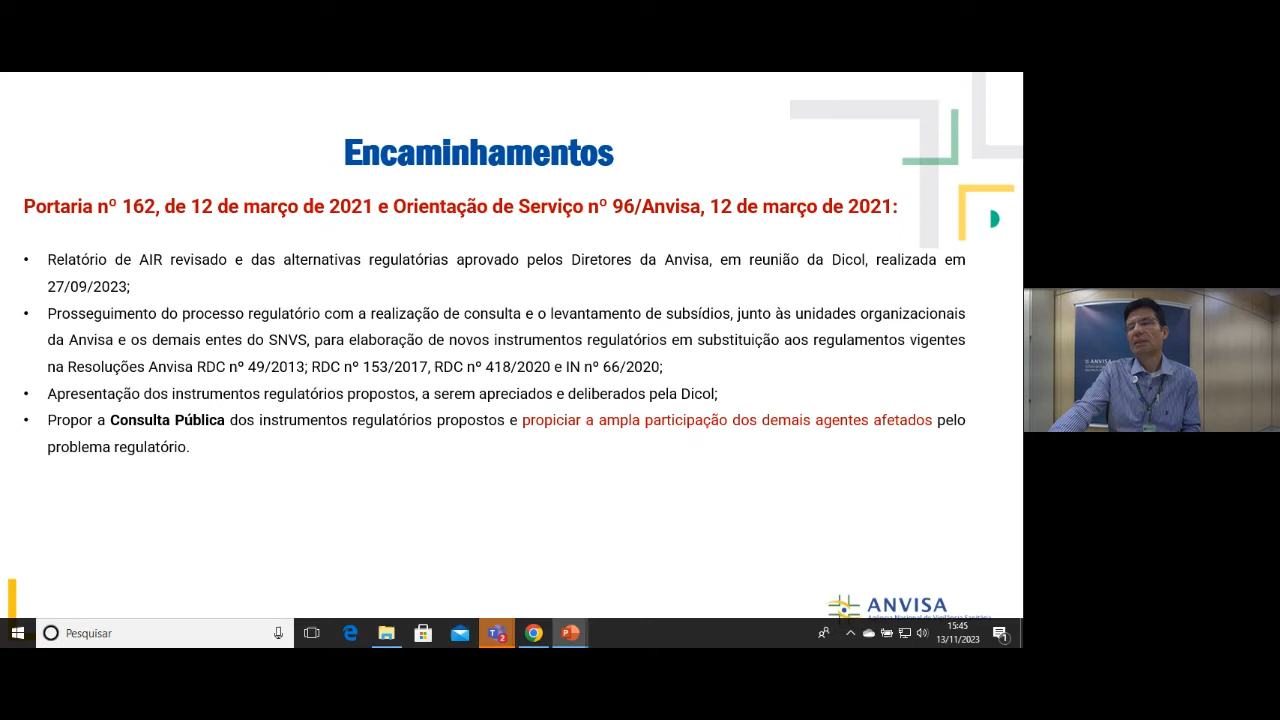 Encaminhamentos
Portaria nº 162, de 12 de março de 2021 e Orientação de Serviço nº 96/Anvisa, 12 de março de 2021:
• Relatório de AIR revisado e das alternativas regulatórias aprovado pelos Diretores da Anvisa, em reunião da Dicol, realizada em
27/09/2023;
• Prosseguimento do processo regulatório com a realização de consulta e o levantamento de subsídios, junto às unidades organizacionais
da Anvisa e os demais entes do SNVS, para elaboração de novos instrumentos regulatórios em substituição aos regulamentos vigentes
na Resoluções Anvisa RDC nº 49/2013; RDC nº 153/2017, RDC nº 418/2020 e IN nº 66/2020;
• Apresentação dos instrumentos regulatórios propostos, a serem apreciados e deliberados pela Dicol;
• Propor a Consulta Pública dos instrumentos regulatórios propostos e propiciar a ampla participação dos demais agentes afetados pelo
problema regulatório.
ANVISA
ANVISA
Agência Nacional de Vigilância Sanitária
Pesquisar
15:45
13/11/2023